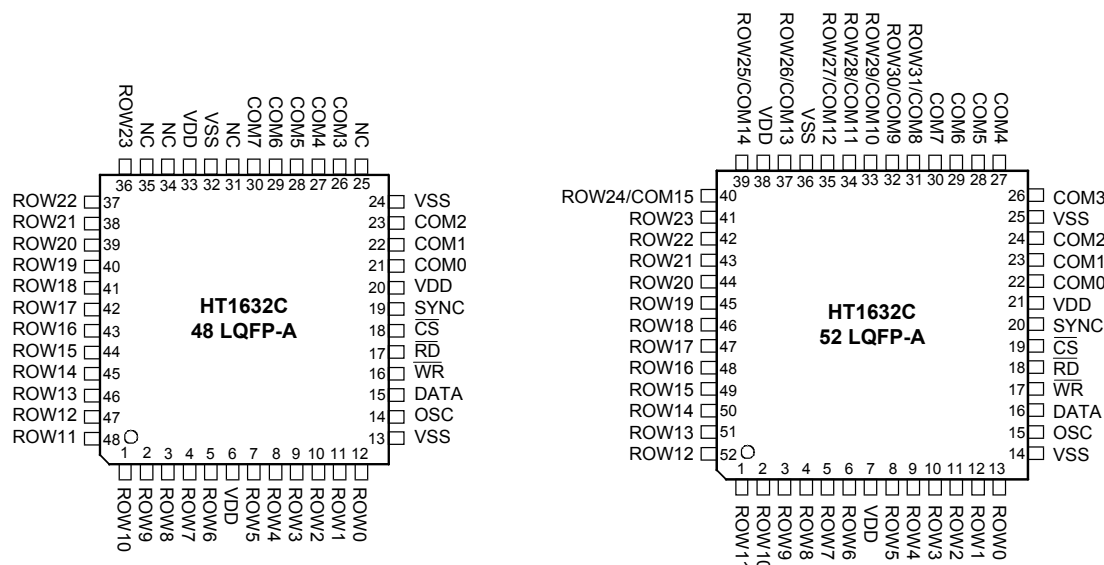 ROW23
NC
NC
VDD
VSS
NC
COM7
COM6
COM5
COM4
COM3
NC
36 35 34 33 32 31 30 29 28 27 26 25
ROW22 37
ROW21 38
ROW20 39
ROW19 40
ROW18 41
ROW17 42
ROW16 43
ROW15 44
ROW14 45
ROW13 46
ROW12 47
ROW11 48
HT1632C
48 LQFP-A
24 VSS
23 COM2
22 COM1
21 COM0
20 VDD
19 SYNC
18 CS
17 RD
16 WR
15 DATA
14 OSC
13 VSS
1 2 3 4 5 6 7 8 9 10 11 12
ROW10
ROW9
ROW8
ROW7
ROW6
VDD
ROW5
ROW4
ROW3
ROW2
ROW1
ROW0
ROW25/COM14
VDD
ROW26/COM13
VSS
ROW27/COM12
ROW28/COM11
ROW29/COM10
ROW30/COM9
ROW31/COM8
COM7
COM6
COM5
COM4
39 38 37 36 35 34 33 32 31 30 29 28 27
ROW24/COM15 40
ROW23 41
ROW22 42
ROW21 43
ROW20 44
ROW19 45
ROW18 46
ROW17 47
ROW16 48
ROW15 49
ROW14 50
ROW13 51
ROW12 52
HT1632C
52 LQFP-A
26 COM3
25 VSS
24 COM2
23 COM1
22 COM0
21 VDD
20 SYNC
19 CS
18 RD
17 WR
16 DATA
15 OSC
14 VSS
1 2 3 4 5 6 7 8 9 10 11 12 13
ROW10
ROW9
ROW8
ROW7
ROW6
VDD
ROW5
ROW4
ROW3
ROW2
ROW1
ROW0